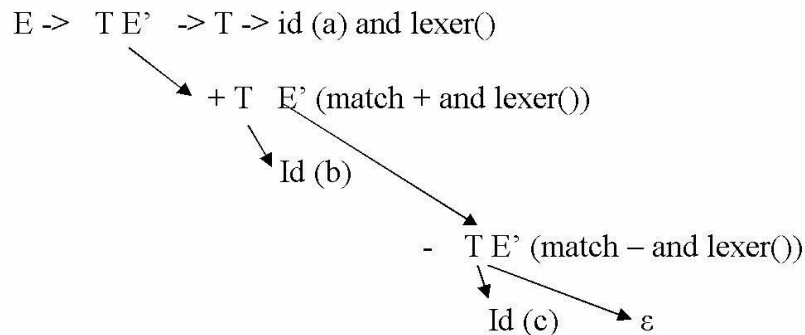 E -> T E’ -> T -> id (a) and lexer()
+ T E’ (match + and lexer())
Id (b)
- T E’ (match – and lexer())
Id (c) ε